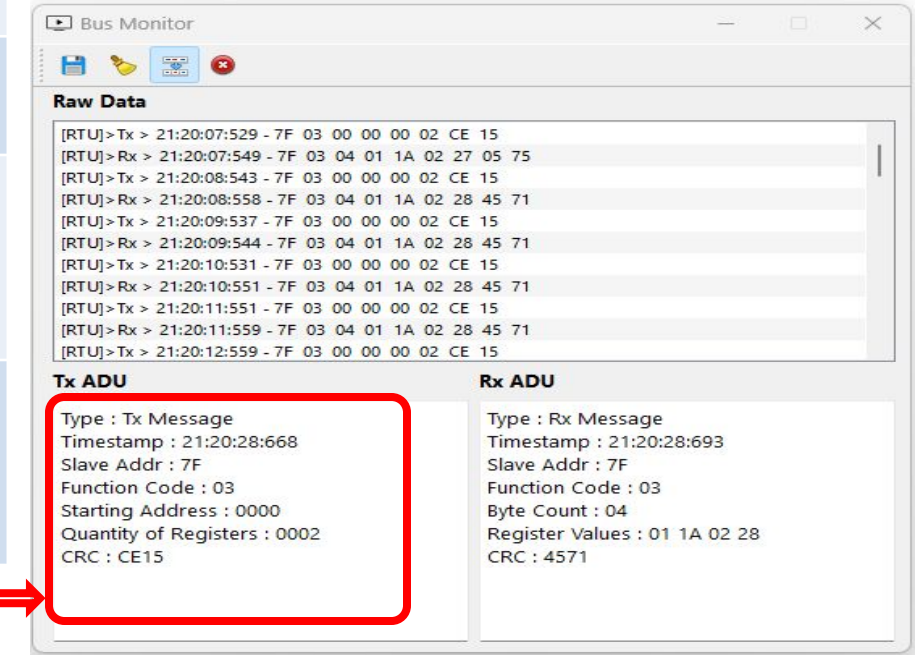 Bus Monitor
Raw Data
[RTU]>Tx > 21:20:07:529 - 7F 03 00 00 00 02 CE 15
[RTU]>Rx > 21:20:07:549 - 7F 03 04 01 1A 02 27 05 75
[RTU]>Tx > 21:20:08:543 - 7F 03 00 00 00 02 CE 15
[RTU]>Rx > 21:20:08:558 - 7F 03 04 01 1A 02 28 45 71
[RTU]>Tx > 21:20:09:537 - 7F 03 00 00 00 02 CE 15
[RTU]>Rx > 21:20:09:544 - 7F 03 04 01 1A 02 28 45 71
[RTU]>Tx > 21:20:10:531 - 7F 03 00 00 00 02 CE 15
[RTU]>Rx > 21:20:10:551 - 7F 03 04 01 1A 02 28 45 71
[RTU]>Tx > 21:20:11:551 - 7F 03 00 00 00 02 CE 15
[RTU]>Rx > 21:20:11:559 - 7F 03 04 01 1A 02 28 45 71
[RTU]>Tx > 21:20:12:559 - 7F 03 00 00 00 02 CE 15
Tx ADU
Type : Tx Message
Timestamp : 21:20:28:668
Slave Addr : 7F
Function Code : 03
Starting Address : 0000
Quantity of Registers : 0002
CRC : CE15
Rx ADU
Type : Rx Message
Timestamp : 21:20:28:693
Slave Addr : 7F
Function Code : 03
Byte Count : 04
Register Values : 01 1A 02 28
CRC : 4571